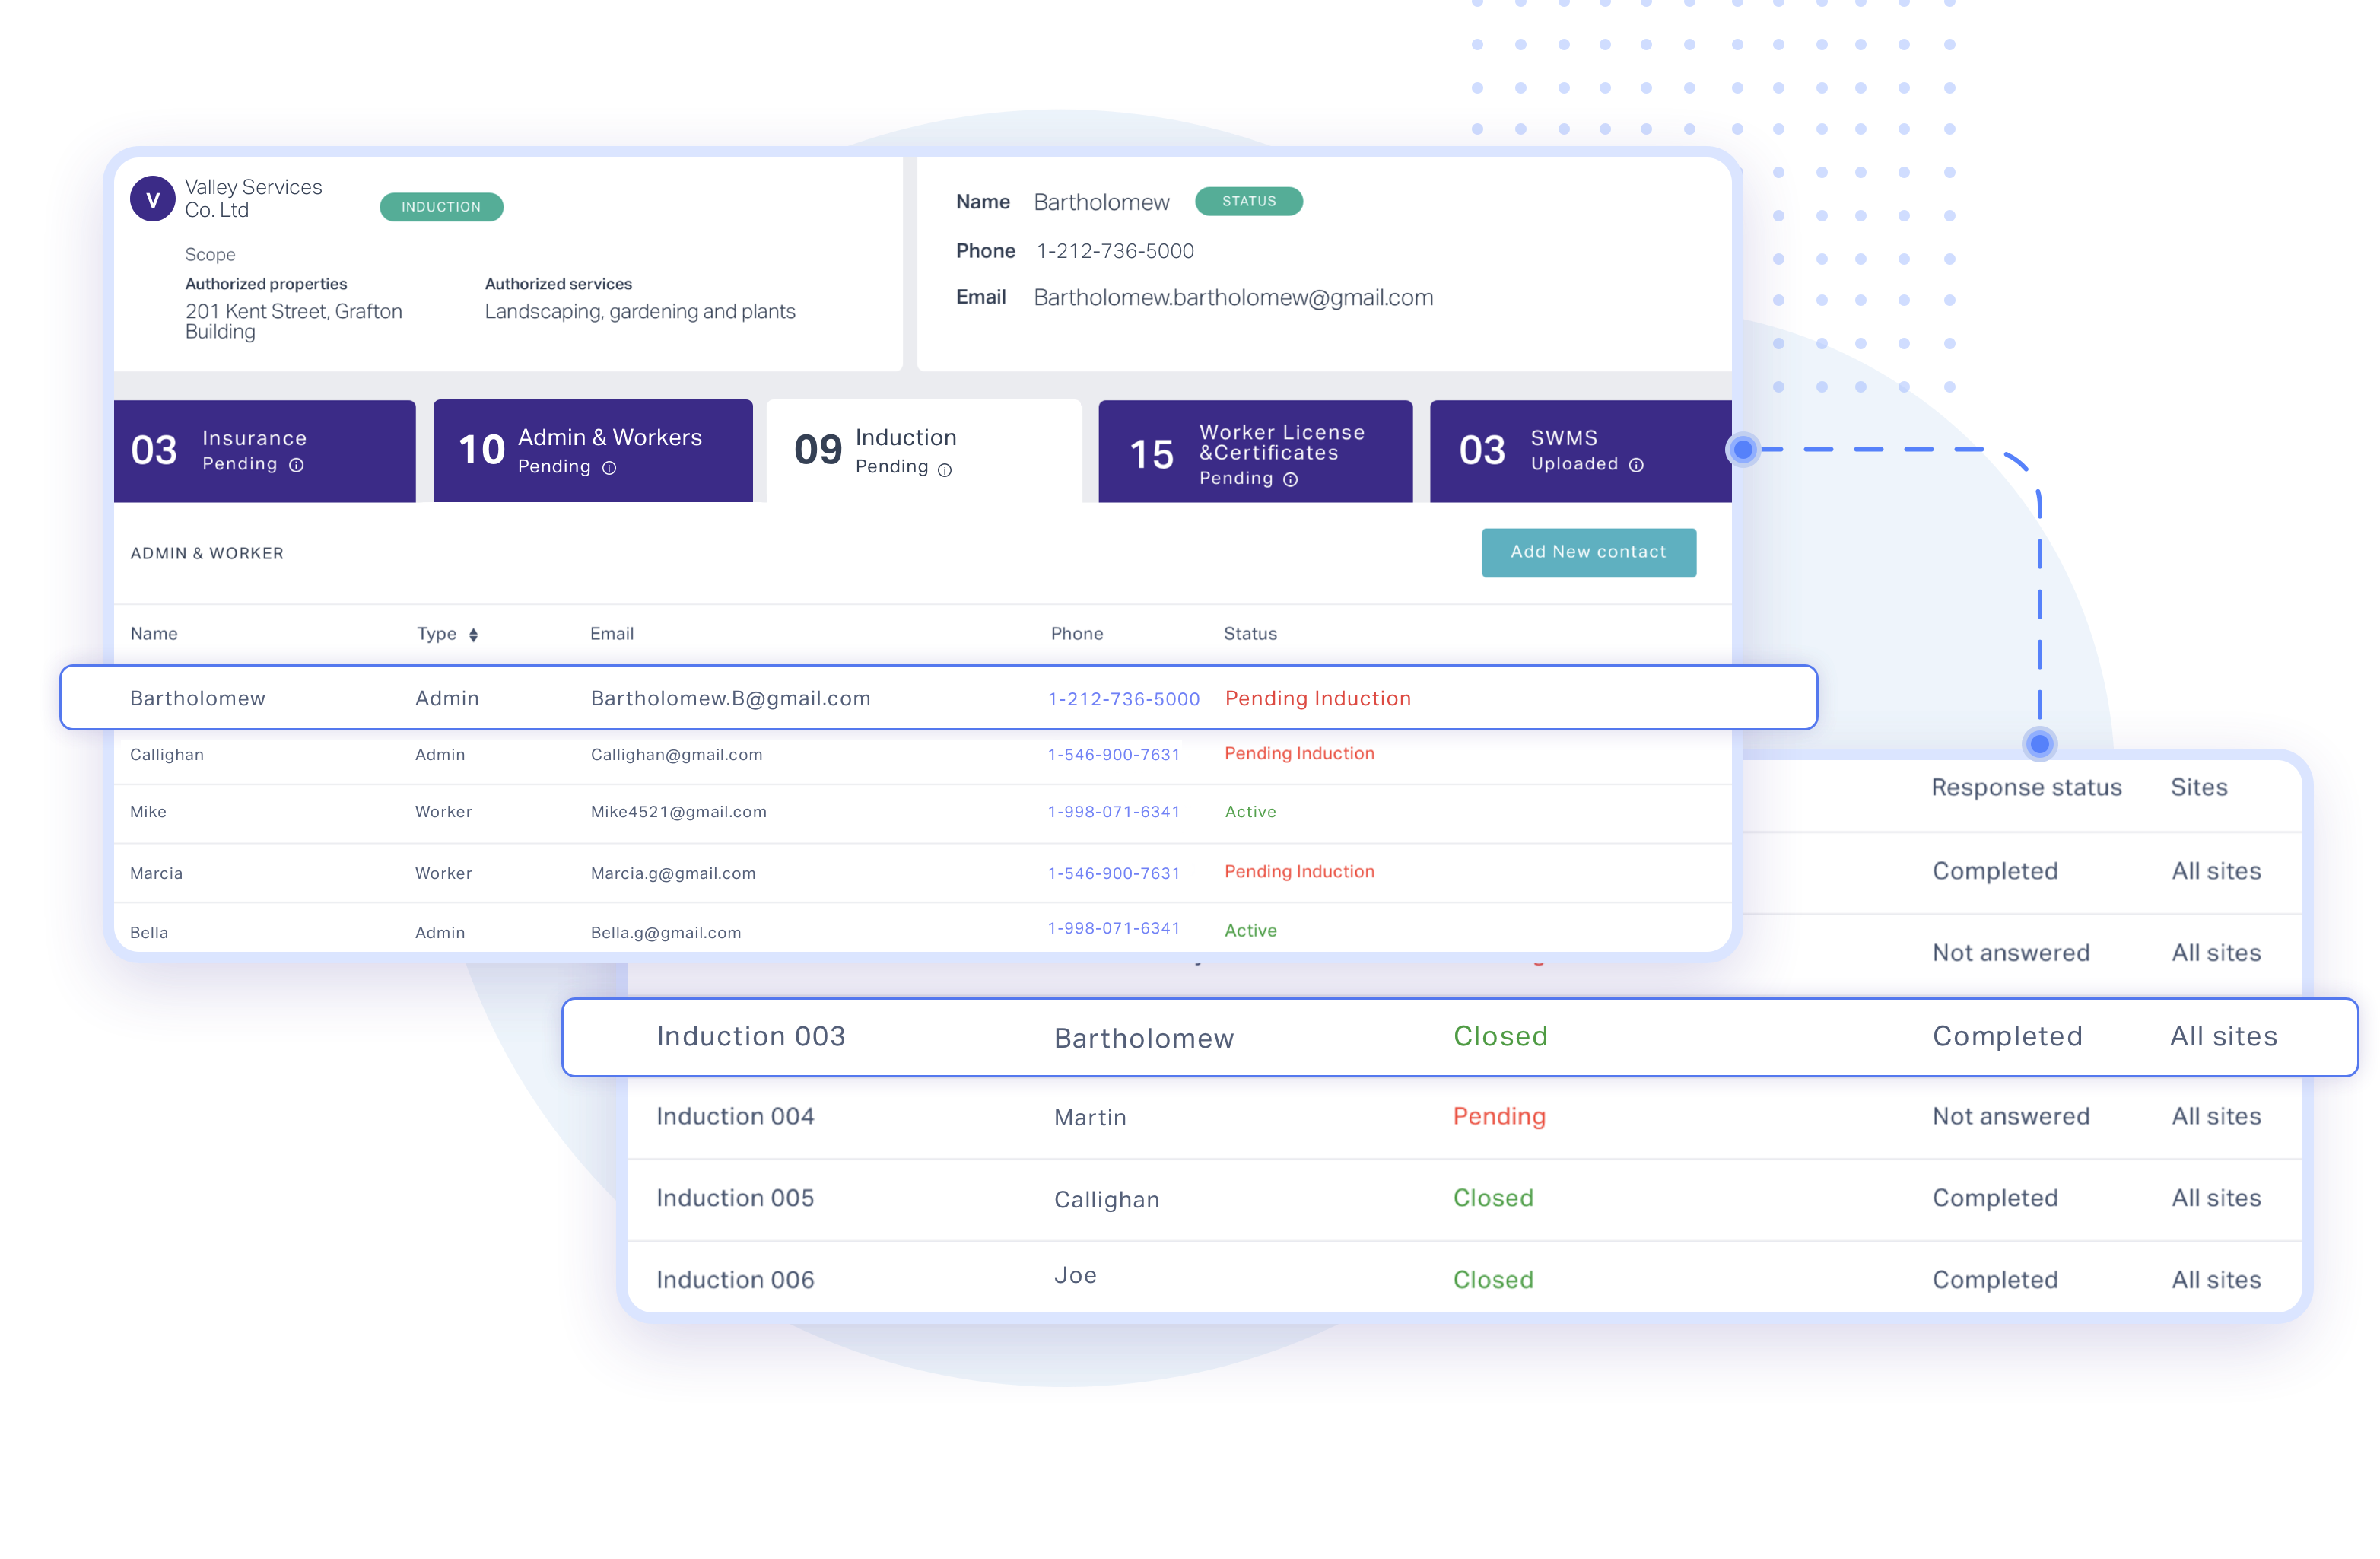 V
Valley Services
Co. Ltd
INDUCTION
Scope
Authorized properties
201 Kent Street, Grafton
Building
Authorized services
Landscaping, gardening and plants
Name Bartholomew STATUS
Phone 1-212-736-5000
Email Bartholomew.bartholomew@gmail.com
03 Insurance
Pending
10 Admin & Workers
Pending
09 Induction
Pending
15 Worker License
&Certificates
Pending
03 SWMS
Uploaded
ADMIN & WORKER
Add New contact
Name Type Email Phone Status
Bartholomew Admin Bartholomew.B@gmail.com 1-212-736-5000 Pending Induction
Callighan Admin Callighan@gmail.com 1-546-900-7631 Pending Induction
Mike Worker Mike4521@gmail.com 1-998-071-6341 Active
Marcia Worker Marcia.g@gmail.com 1-546-900-7631 Pending Induction
Bella Admin Bella.g@gmail.com 1-998-071-6341 Active
Response status Sites
Completed All sites
Not answered All sites
Induction 003 Bartholomew Closed Completed All sites
Induction 004 Martin Pending Not answered All sites
Induction 005 Callighan Closed Completed All sites
Induction 006 Joe Closed Completed All sites